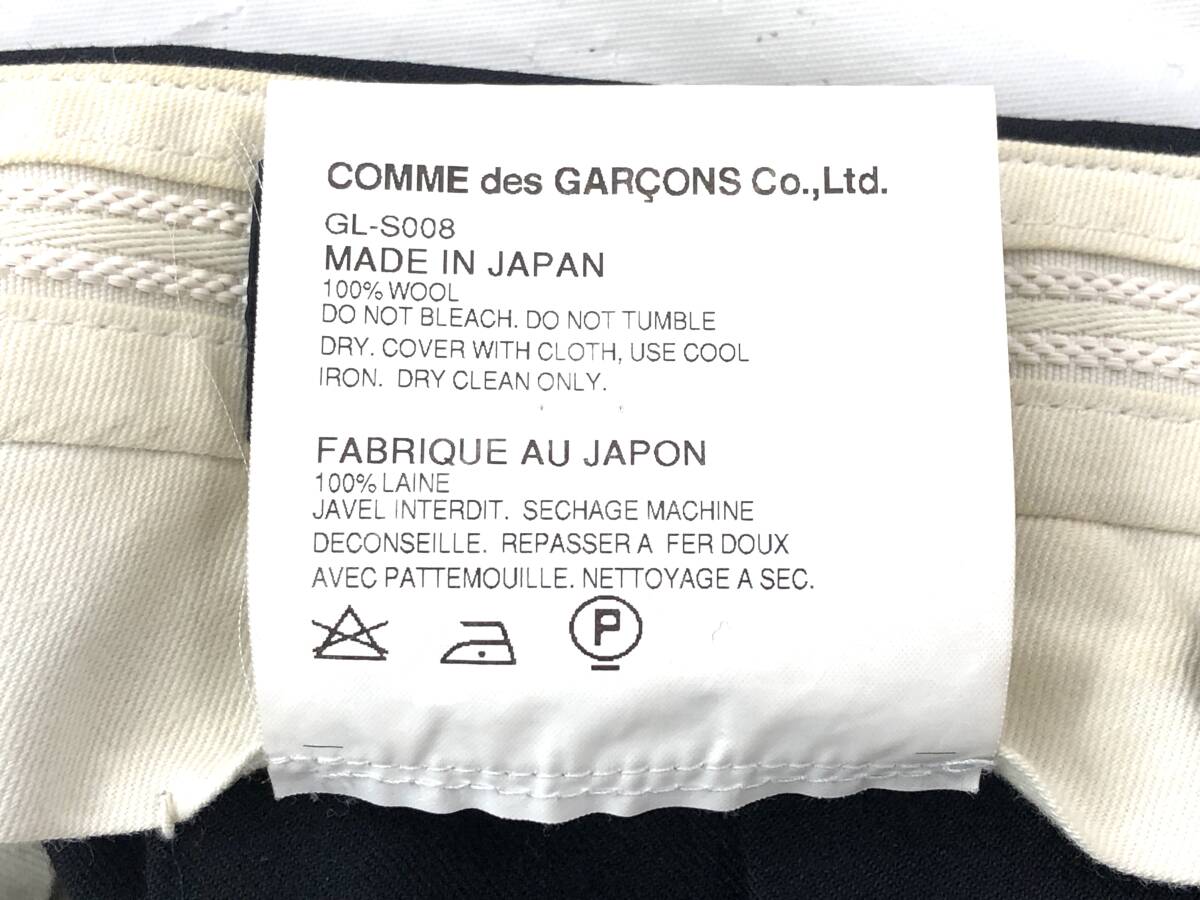 COMME des GARÇONS Co.,Ltd.
GL-S008
MADE IN JAPAN
100% WOOL
DO NOT BLEACH. DO NOT TUMBLE
DRY. COVER WITH CLOTH, USE COOL
IRON. DRY CLEAN ONLY.
FABRIQUE AU JAPON
100% LAINE
JAVEL INTERDIT. SECHAGE MACHINE
DECONSEILLE. REPASSER A FER DOUX
AVEC PATTEMOUILLE. NETTOYAGE A SEC.
P